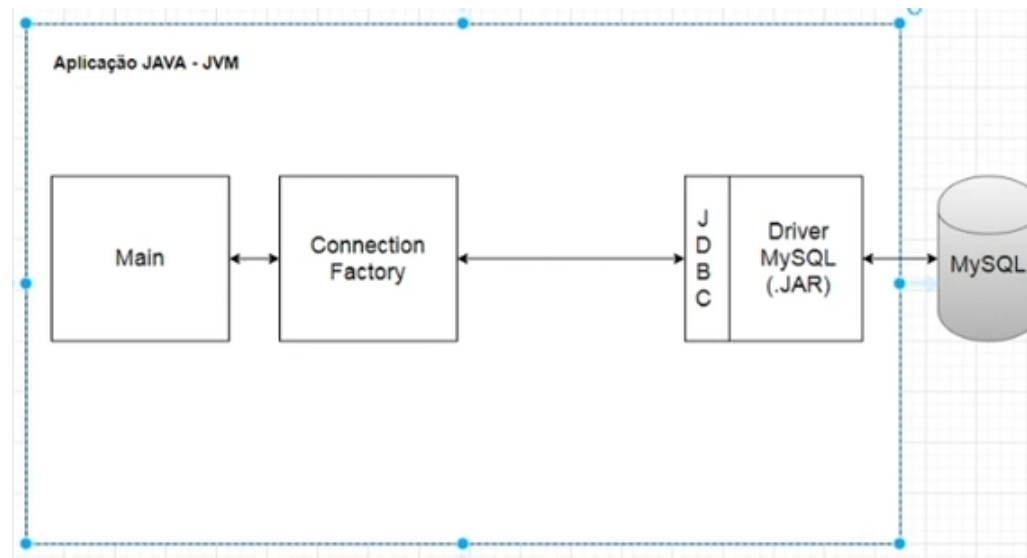 Aplicação JAVA - JVM
Main
Connection
Factory
J
D
B
C
Driver
MySQL
(.JAR)
MySQL